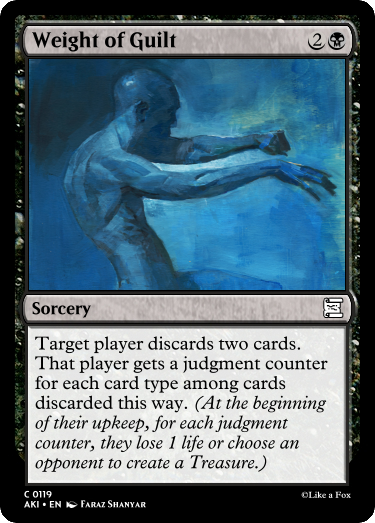 Weight of Guilt 2
Sorcery
Target player discards two cards.
That player gets a judgment counter
for each card type among cards
discarded this way. (At the beginning
of their upkeep, for each judgment
counter, they lose 1 life or choose an
opponent to create a Treasure.)
C 0119
AKI • EN Faraz Shanyar
©Like a Fox